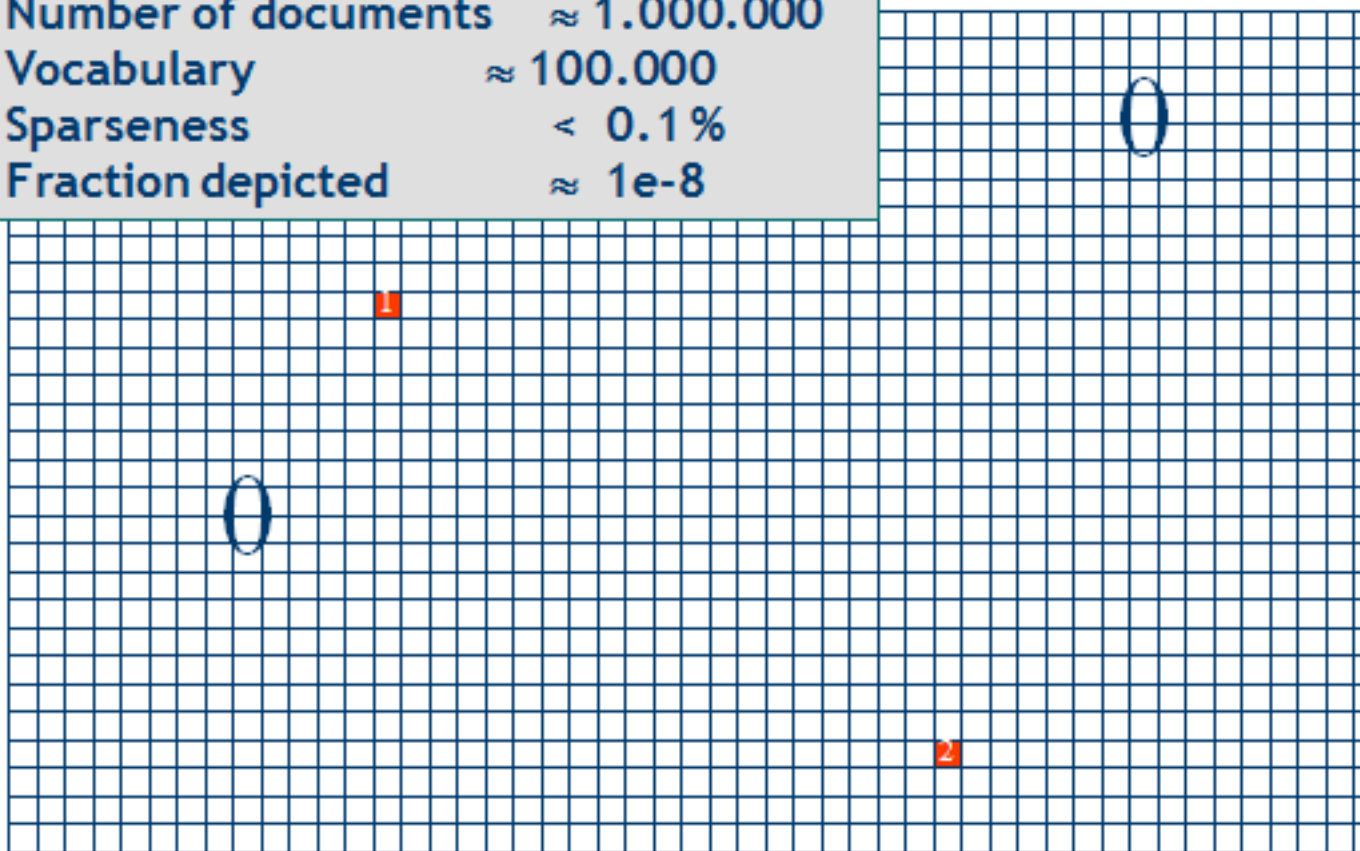 Number of documents ≈ 1.000.000
Vocabulary ≈ 100.000
Sparseness < 0.1%
Fraction depicted ≈ 1e-8
0
1
0
2